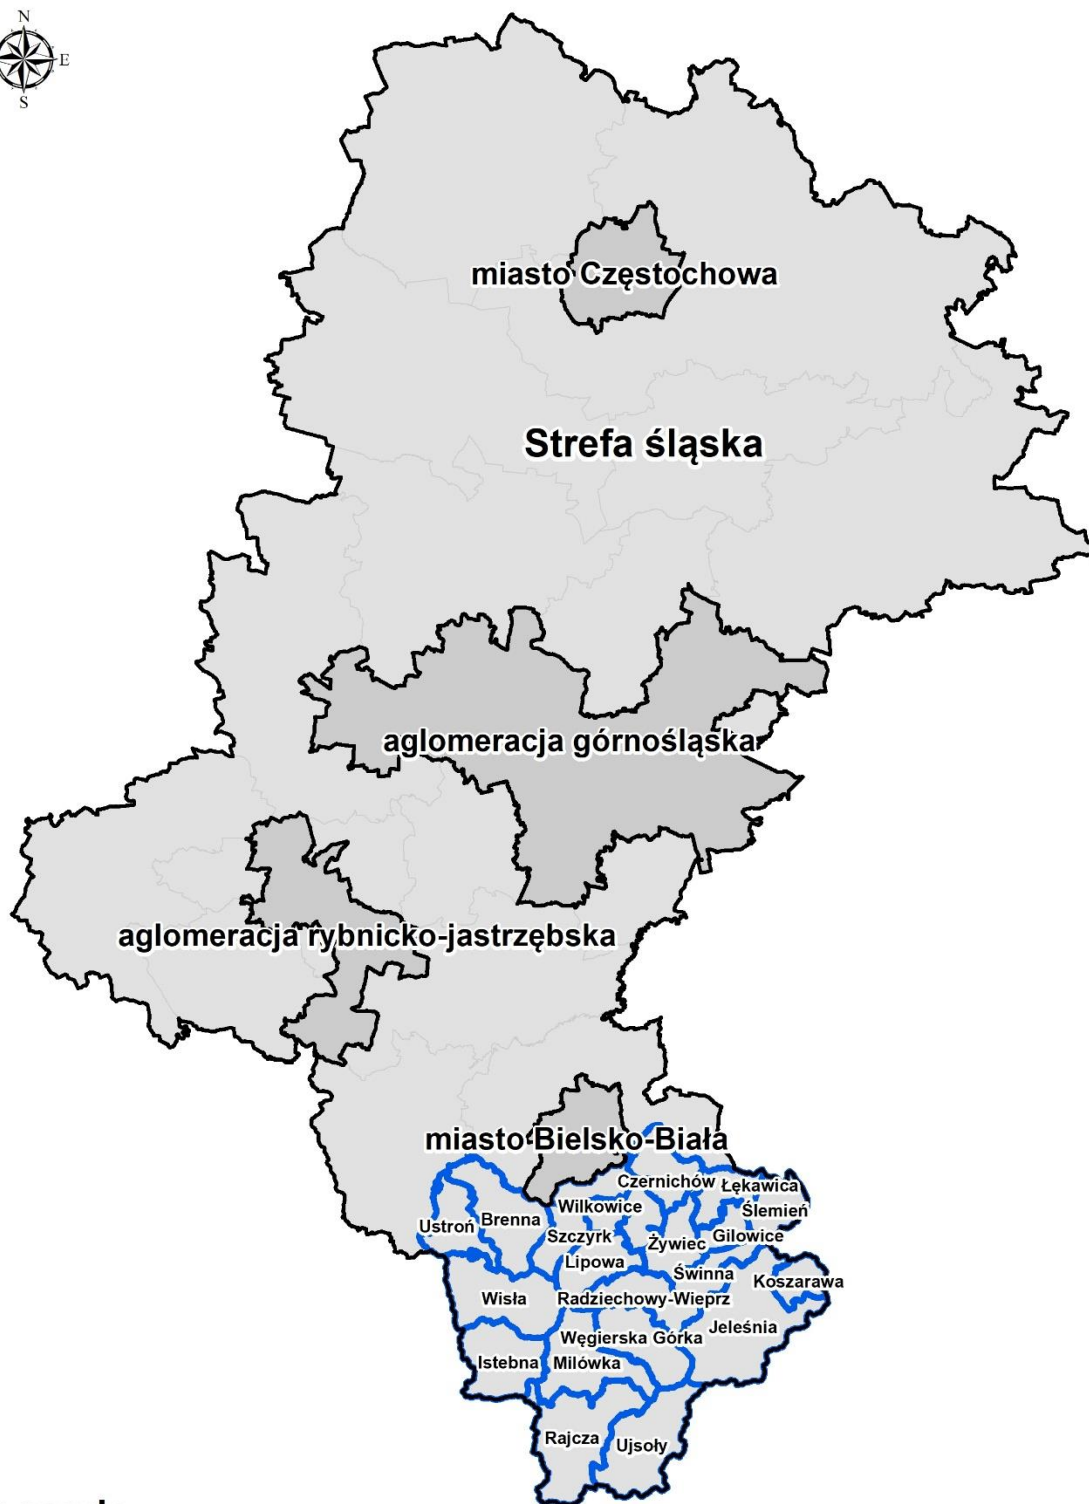 N
E
S
miasto Częstochowa
Strefa śląska
aglomeracja górnośląska
aglomeracja rybnicko-jastrzębska
miasto Bielsko-Biała
Czernichów
Łękawica
Wilkowice
Ślemień
Brenna
Ustroń
Szczyrk
Żywiec
Gilowice
Lipowa
Świnna
Koszarawa
Wisła
Radziechowy-Wieprz
Jeleśnia
Węgierska Górka
Istebna
Milówka
Rajcza
Ujsoły